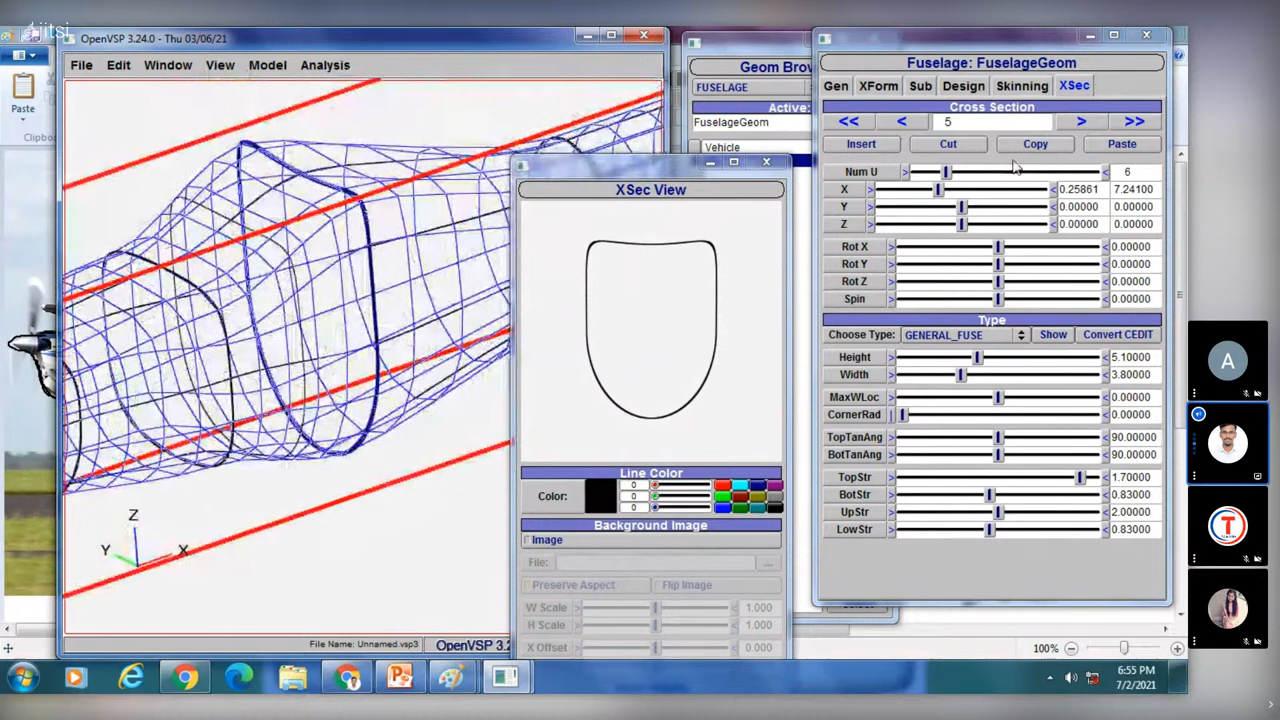 jitsi
OpenVSP 3.24.0 - Thu 03/06/21
File Edit Window View Model Analysis
Paste
Z
Y
X
File Name: Unnamed.vsp3
OpenVSP 3.2
Geom Brow
FUSELAGE
Active:
FuselageGeom
Vehicle
XSec View
Line Color
Color:
0
0
0
Background Image
Image
File:
...
Preserve Aspect Flip Image
W Scale > < 1.000
H Scale > < 1.000
X Offset > < 0.000
Fuselage: FuselageGeom
Gen XForm Sub Design Skinning XSec
Cross Section
<< < 5 > >>
Insert Cut Copy Paste
Num U > < 6
X > < 0.25861 7.24100
Y > < 0.00000 0.00000
Z > < 0.00000 0.00000
Rot X > < 0.00000
Rot Y > < 0.00000
Rot Z > < 0.00000
Spin > < 0.00000
Type
Choose Type: GENERAL_FUSE Show Convert CEDIT
Height > < 5.10000
Width > < 3.80000
MaxWLoc > < 0.00000
CornerRad | < 0.00000
TopTanAng > < 90.00000
BotTanAng > < 90.00000
TopStr > < 1.70000
BotStr > < 0.83000
UpStr > < 2.00000
LowStr > < 0.83000
A
T
100%
6:55 PM
7/2/2021